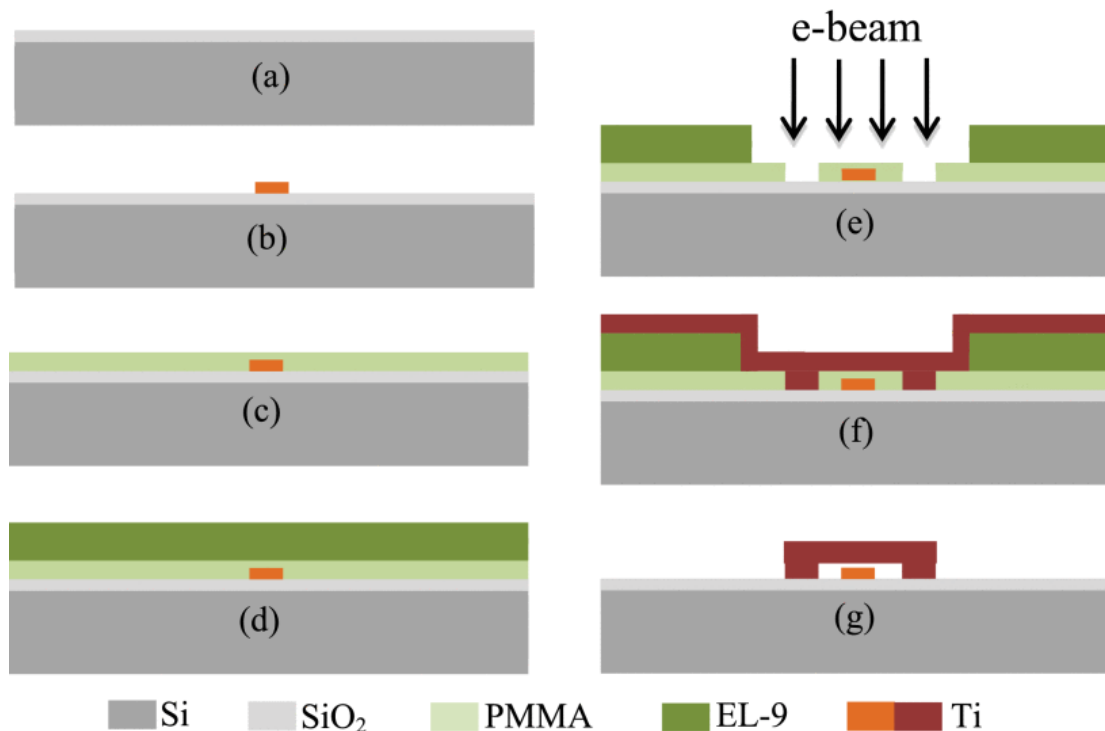 (a)
(b)
(c)
(d)
e-beam
(e)
(f)
(g)
Si SiO₂ PMMA EL-9 Ti